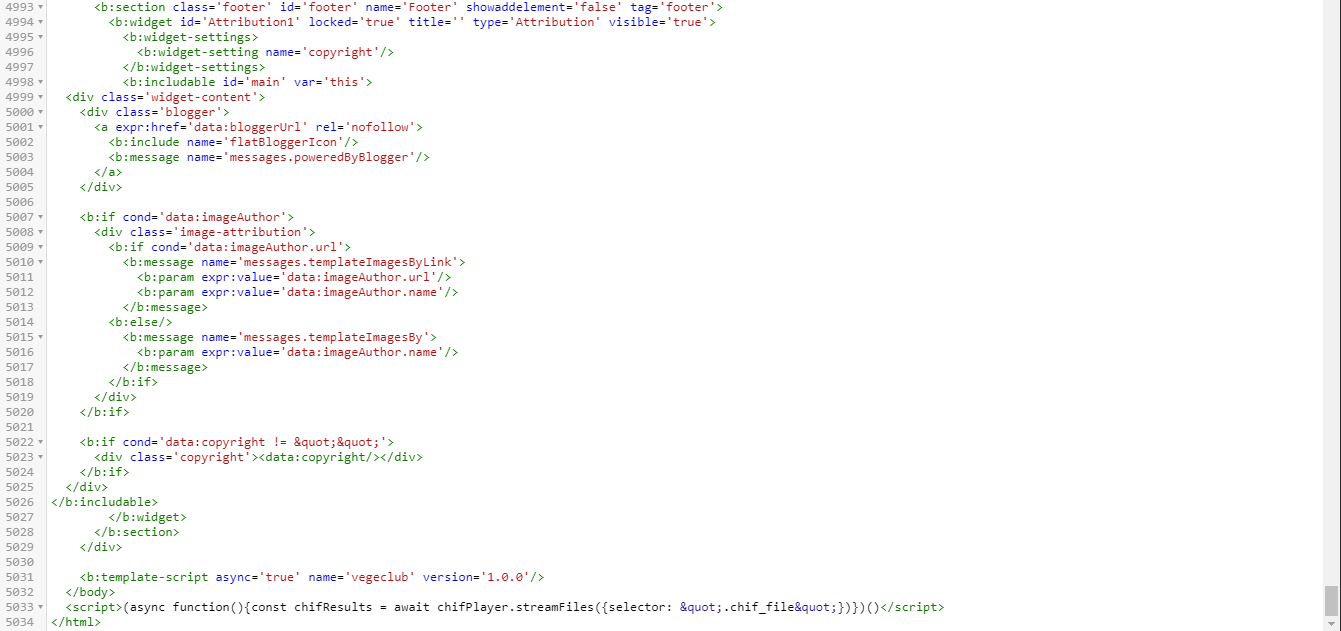 4993 <b:section class='footer' id='footer' name='Footer' showaddelement='false' tag='footer'>
4994 <b:widget id='Attribution1' locked='true' title='' type='Attribution' visible='true'>
4995 <b:widget-settings>
4996 <b:widget-setting name='copyright'/>
4997 </b:widget-settings>
4998 <b:includable id='main' var='this'>
4999 <div class='widget-content'>
5000 <div class='blogger'>
5001 <a expr:href='data:bloggerUrl' rel='nofollow'>
5002 <b:include name='flatBloggerIcon'/>
5003 <b:message name='messages.poweredByBlogger'/>
5004 </a>
5005 </div>
5006
5007 <b:if cond='data:imageAuthor'>
5008 <div class='image-attribution'>
5009 <b:if cond='data:imageAuthor.url'>
5010 <b:message name='messages.templateImagesByLink'>
5011 <b:param expr:value='data:imageAuthor.url'/>
5012 <b:param expr:value='data:imageAuthor.name'/>
5013 </b:message>
5014 <b:else/>
5015 <b:message name='messages.templateImagesBy'>
5016 <b:param expr:value='data:imageAuthor.name'/>
5017 </b:message>
5018 </b:if>
5019 </div>
5020 </b:if>
5021
5022 <b:if cond='data:copyright != &quot;&quot;'>
5023 <div class='copyright'><data:copyright/></div>
5024 </b:if>
5025 </div>
5026 </b:includable>
5027 </b:widget>
5028 </b:section>
5029 </div>
5030
5031 <b:template-script async='true' name='vegeclub' version='1.0.0'/>
5032 </body>
5033 <script>(async function(){const chifResults = await chifPlayer.streamFiles({selector: &quot;.chif_file&quot;})})()</script>
5034 </html>